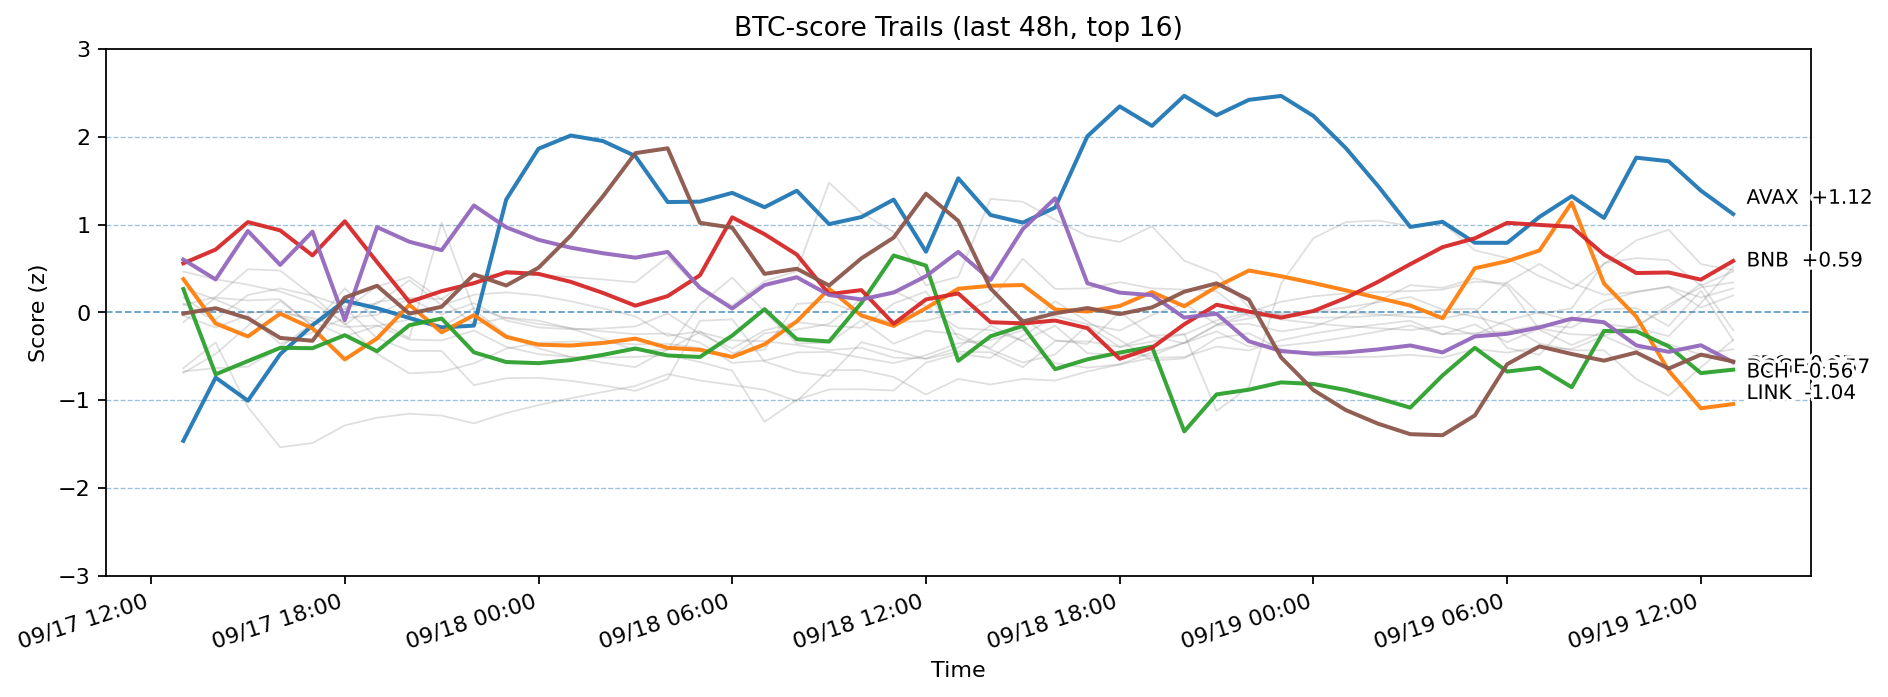 BTC-score Trails (last 48h, top 16)
Score (z)
3
2
1
0
−1
−2
−3
AVAX +1.12
BNB +0.59
BCH -0.56
LINK -1.04
09/17 12:00
09/17 18:00
09/18 00:00
09/18 06:00
09/18 12:00
09/18 18:00
09/19 00:00
09/19 06:00
09/19 12:00
Time